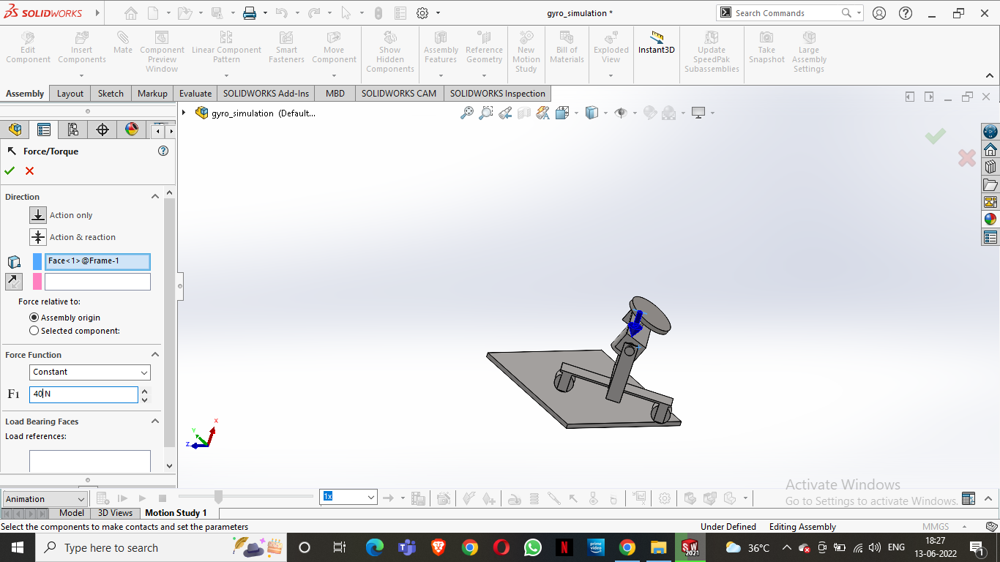 SOLIDWORKS
gyro_simulation *
Search Commands
Edit Component
Insert Components
Mate
Component Preview Window
Linear Component Pattern
Smart Fasteners
Move Component
Show Hidden Components
Assembly Features
Reference Geometry
New Motion Study
Bill of Materials
Exploded View
Instant3D
Update SpeedPak Subassemblies
Take Snapshot
Large Assembly Settings
Assembly
Layout
Sketch
Markup
Evaluate
SOLIDWORKS Add-Ins
MBD
SOLIDWORKS CAM
SOLIDWORKS Inspection
gyro_simulation (Default...
Force/Torque
Direction
Action only
Action & reaction
Face<1>@Frame-1
Force relative to:
Assembly origin
Selected component:
Force Function
Constant
F1
40 N
Load Bearing Faces
Load references:
X
Y
Z
Activate Windows
Go to Settings to activate Windows.
Animation
1x
Model
3D Views
Motion Study 1
Select the components to make contacts and set the parameters
Under Defined
Editing Assembly
MMGS
Type here to search
prime video
SW 2021
36°C
ENG
18:27
13-06-2022
1